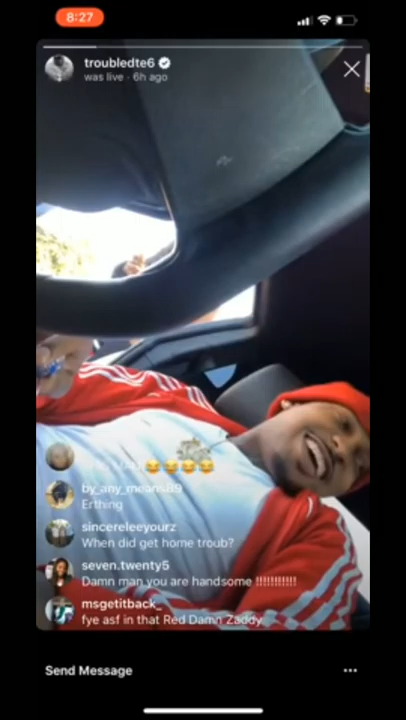 8:27
troubledte6
was live · 6h ago
😂😂😂😂
by_any_means89
Erthing
sincereleeyourz
When did get home troub?
seven.twenty5
Damn man you are handsome !!!!!!!!!!!
msgetitback_
fye asf in that Red Damn Zaddy
Send Message